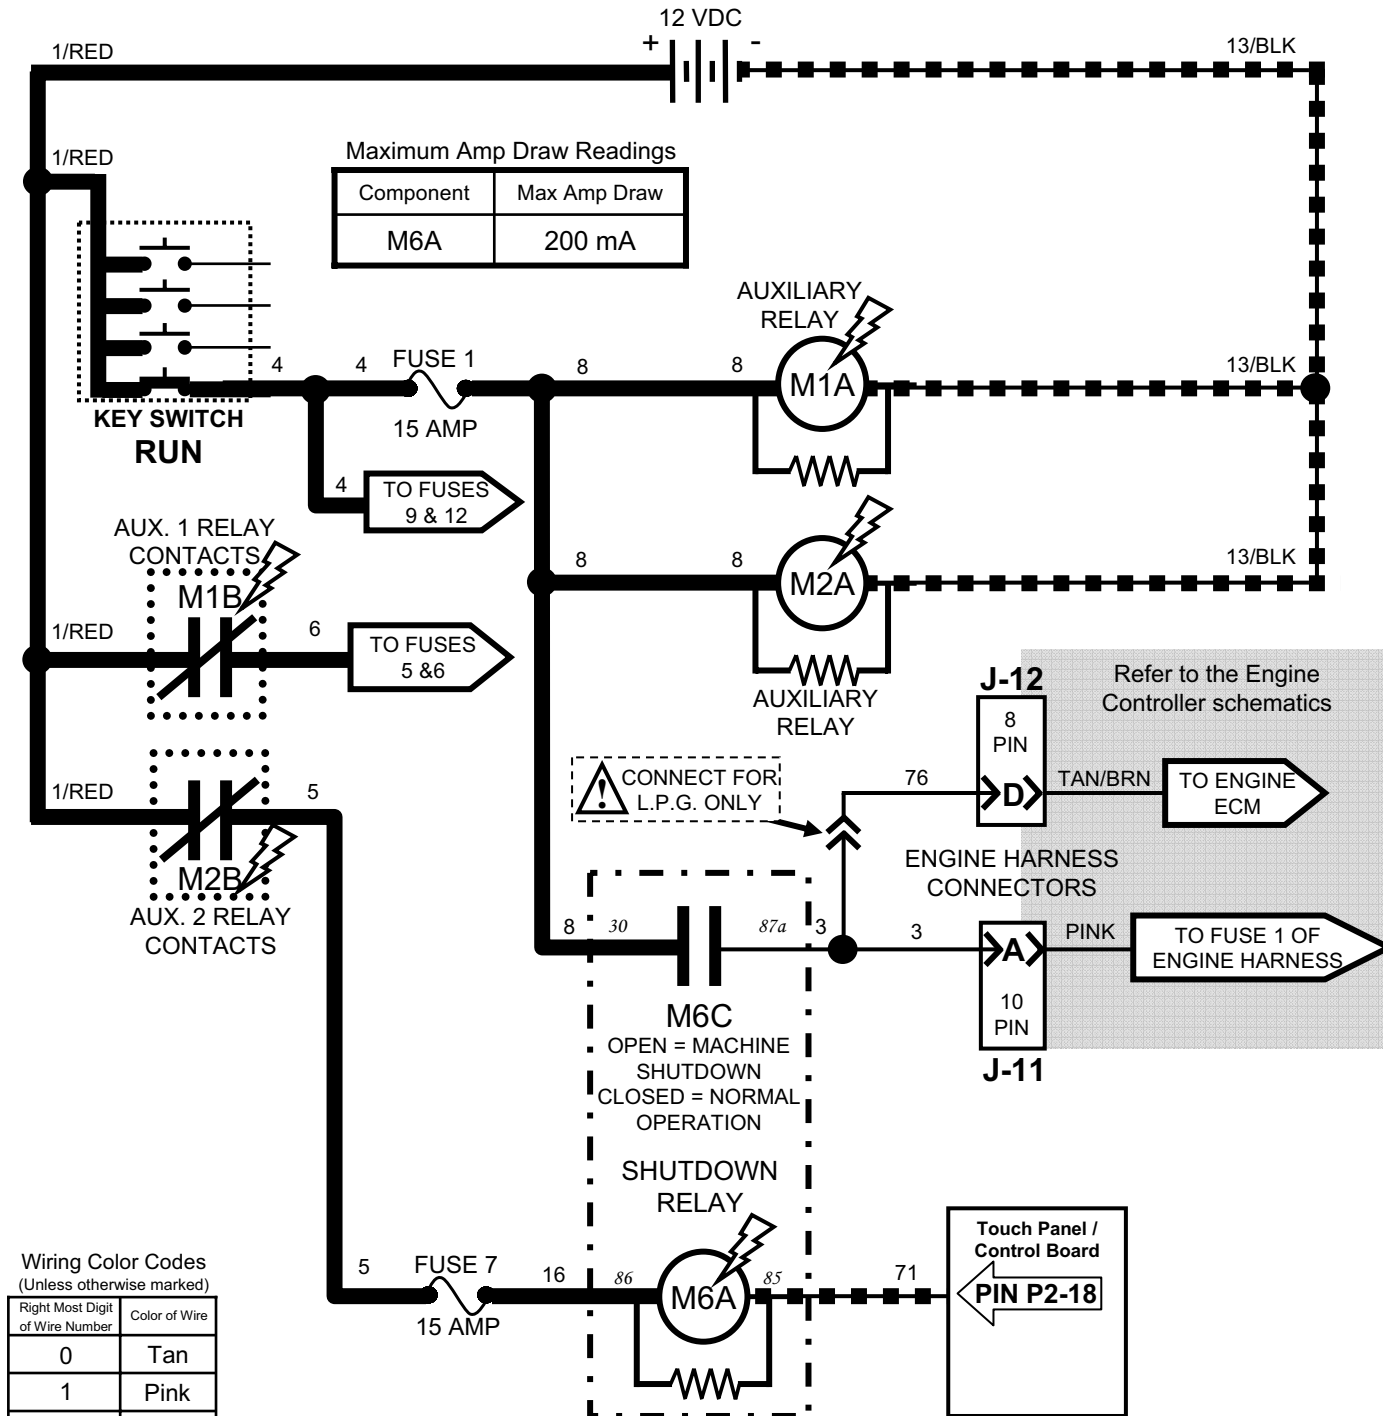 12 VDC
+ -
1/RED
13/BLK
1/RED
Maximum Amp Draw Readings
Component Max Amp Draw
M6A 200 mA
AUXILIARY
RELAY
4 4 FUSE 1 8 8 M1A 13/BLK
15 AMP
KEY SWITCH
RUN
4 TO FUSES
9 & 12
AUX. 1 RELAY
CONTACTS
M1B
8 8 M2A 13/BLK
1/RED 6 TO FUSES
5 &6
AUXILIARY
RELAY
J-12
8
PIN
Refer to the Engine
Controller schematics
CONNECT FOR
L.P.G. ONLY
!
76 D TAN/BRN TO ENGINE
ECM
1/RED 5
M2B
AUX. 2 RELAY
CONTACTS
ENGINE HARNESS
CONNECTORS
8 30 87a 3 3 A PINK TO FUSE 1 OF
ENGINE HARNESS
10
PIN
J-11
M6C
OPEN = MACHINE
SHUTDOWN
CLOSED = NORMAL
OPERATION
SHUTDOWN
RELAY
5 FUSE 7 16 86 M6A 85 71
15 AMP
Touch Panel /
Control Board
PIN P2-18
Wiring Color Codes
(Unless otherwise marked)
Right Most Digit
of Wire Number
Color of Wire
0 Tan
1 Pink